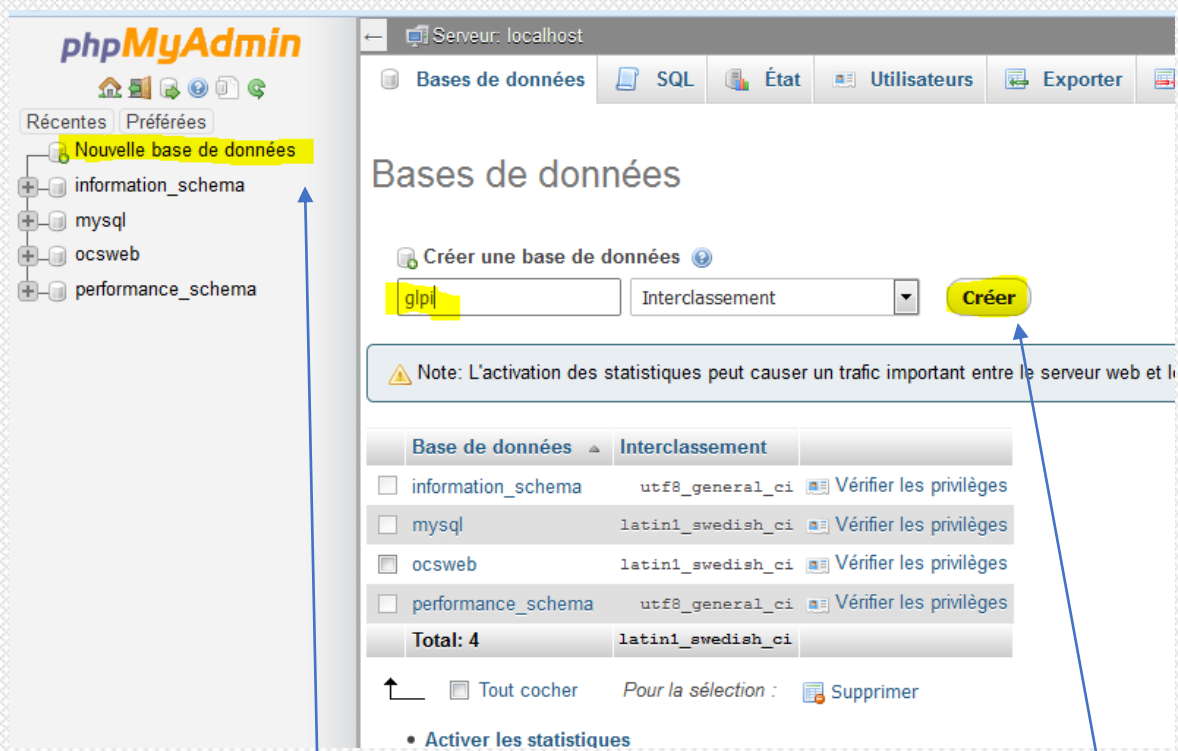 phpMyAdmin
Récentes Préférées
Nouvelle base de données
information_schema
mysql
ocsweb
performance_schema
Serveur: localhost
Bases de données SQL État Utilisateurs Exporter
Bases de données
Créer une base de données
glpi Interclassement Créer
Note: L'activation des statistiques peut causer un trafic important entre le serveur web et
Base de données Interclassement
information_schema utf8_general_ci Vérifier les privilèges
mysql latin1_swedish_ci Vérifier les privilèges
ocsweb latin1_swedish_ci Vérifier les privilèges
performance_schema utf8_general_ci Vérifier les privilèges
Total: 4 latin1_swedish_ci
Tout cocher Pour la sélection : Supprimer
• Activer les statistiques